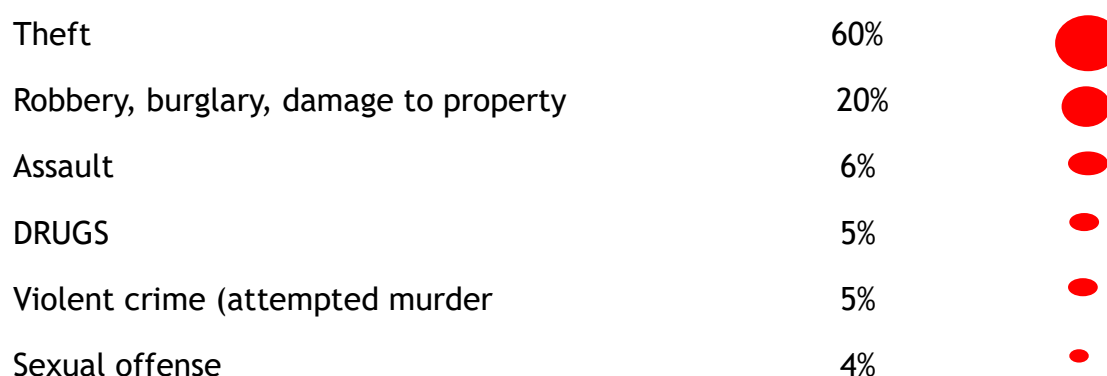 Theft 60%
Robbery, burglary, damage to property 20%
Assault 6%
DRUGS 5%
Violent crime (attempted murder 5%
Sexual offense 4%